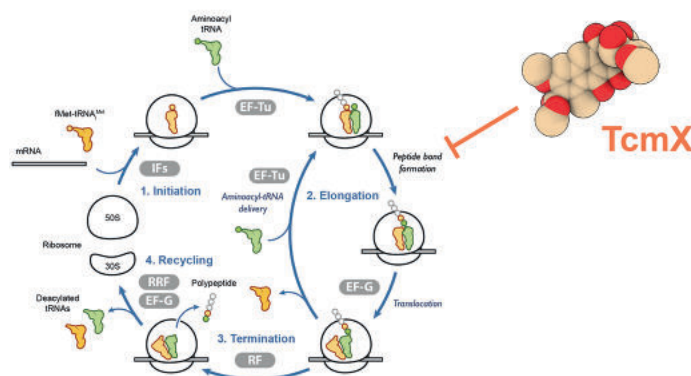 Aminoacyl
tRNA
EF-Tu
TcmX
fMet-tRNAᵢᴹᵉᵗ
mRNA
IFs
1. Initiation
EF-Tu
Peptide bond
formation
2. Elongation
Aminoacyl-tRNA
delivery
50S
Ribosome
30S
4. Recycling
RRF
EF-G
Polypeptide
EF-G
Translocation
Deacylated
tRNAs
3. Termination
RF